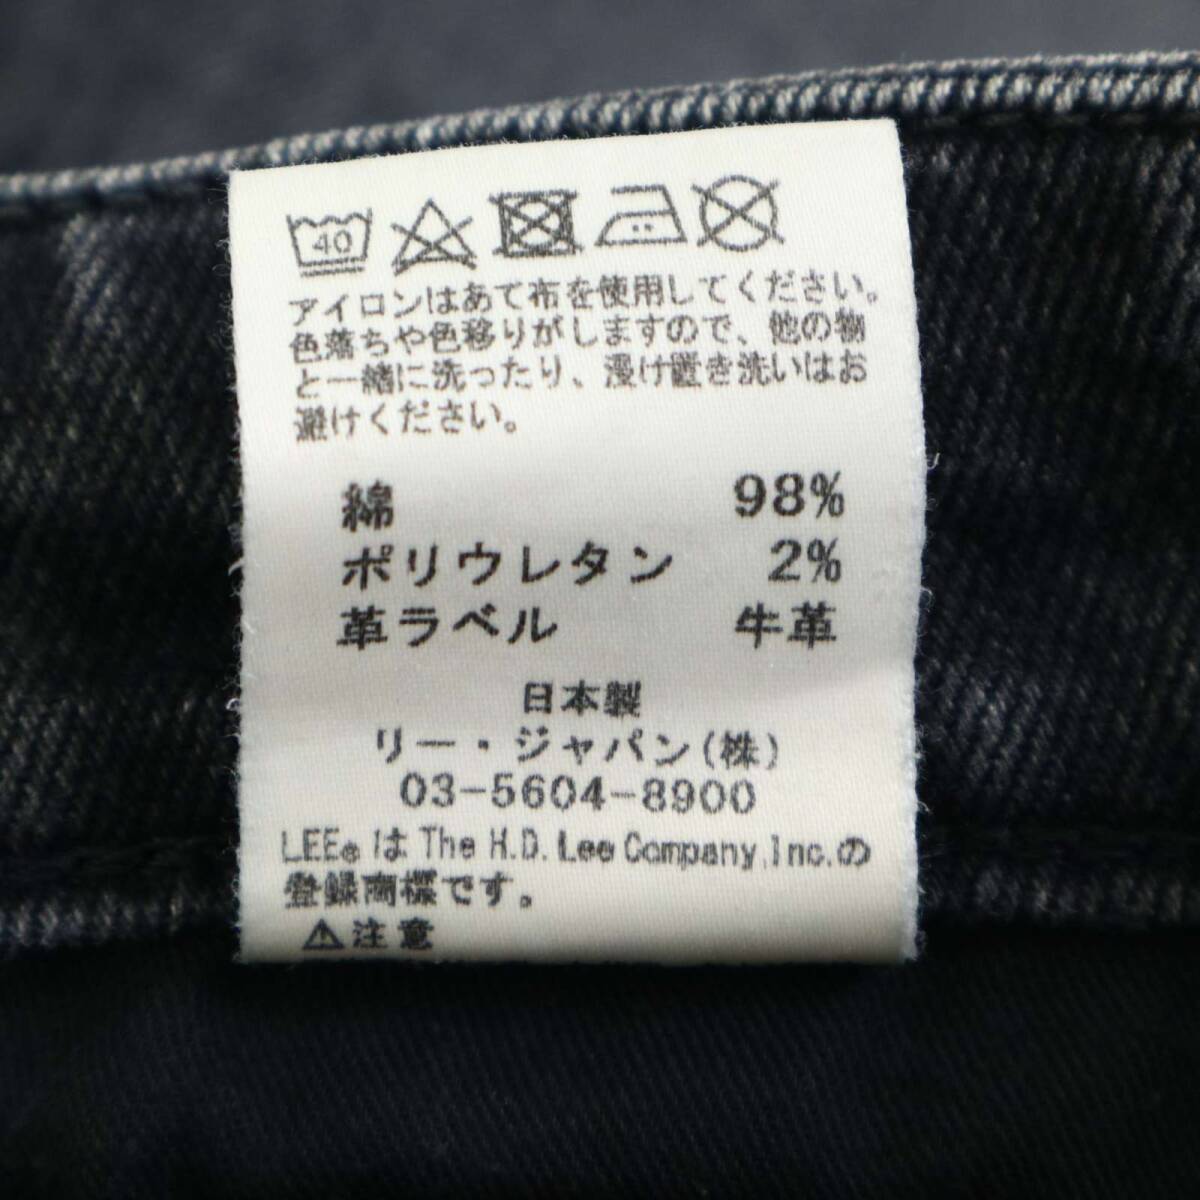 40
アイロンはあて布を使用してください。
色落ちや色移りがしますので、他の物
と一緒に洗ったり、浸け置き洗いはお
避けください。
綿 98%
ポリウレタン 2%
革ラベル 牛革
日本製
リー・ジャパン(株)
03-5604-8900
LEE®は The H.D. Lee Company,Inc.の
登録商標です。
⚠注意